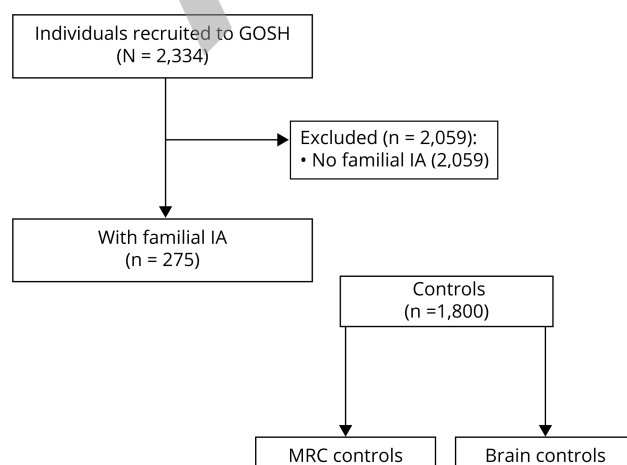 Individuals recruited to GOSH
(N = 2,334)
Excluded (n = 2,059):
• No familial IA (2,059)
With familial IA
(n = 275)
Controls
(n =1,800)
MRC controls
Brain controls